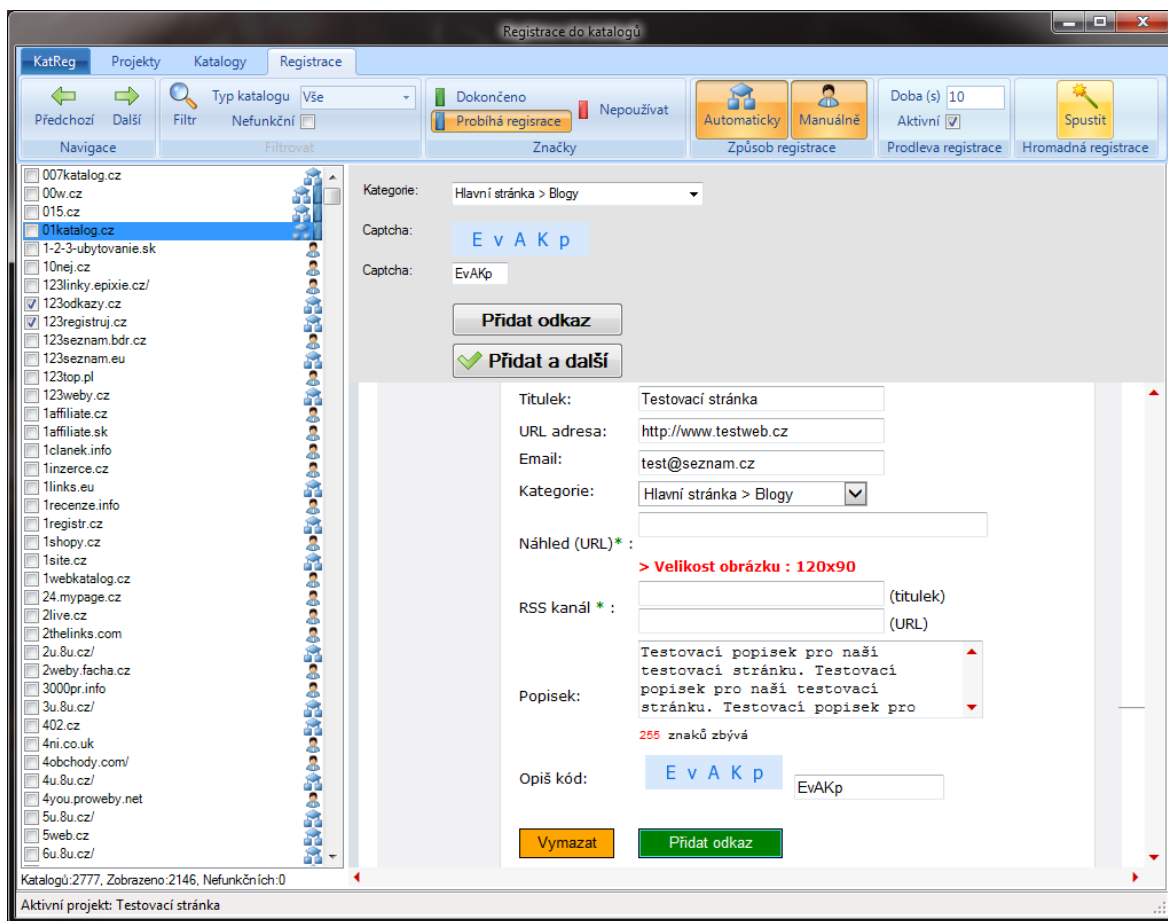 Registrace do katalogů
KatReg Projekty Katalogy Registrace
Předchozí Další Filtr Typ katalogu Vše Nefunkční Dokončeno Probíhá regisrace Nepoužívat Automaticky Manuálně Doba (s) 10 Aktivní Spustit
Navigace Filtrovat Značky Způsob registrace Prodleva registrace Hromadná registrace
007katalog.cz
00w.cz
015.cz
01katalog.cz
1-2-3-ubytovanie.sk
10nej.cz
123linky.epixie.cz/
123odkazy.cz
123registruj.cz
123seznam.bdr.cz
123seznam.eu
123top.pl
123weby.cz
1affiliate.cz
1affiliate.sk
1clanek.info
1inzerce.cz
1links.eu
1recenze.info
1registr.cz
1shopy.cz
1site.cz
1webkatalog.cz
24.mypage.cz
2live.cz
2thelinks.com
2u.8u.cz/
2weby.facha.cz
3000pr.info
3u.8u.cz/
402.cz
4ni.co.uk
4obchody.com/
4u.8u.cz/
4you.proweby.net
5u.8u.cz/
5web.cz
6u.8u.cz/
Katalogů:2777, Zobrazeno:2146, Nefunkčních:0
Kategorie: Hlavní stránka > Blogy
Captcha: E v A K p
Captcha: EvAKp
Přidat odkaz
Přidat a další
Titulek: Testovací stránka
URL adresa: http://www.testweb.cz
Email: test@seznam.cz
Kategorie: Hlavní stránka > Blogy
Náhled (URL)* :
> Velikost obrázku : 120x90
RSS kanál * : (titulek)
(URL)
Popisek:
Testovací popisek pro naší
testovací stránku. Testovací
popisek pro naší testovací
stránku. Testovací popisek pro
255 znaků zbývá
Opiš kód: E v A K p EvAKp
Vymazat Přidat odkaz
Aktivní projekt: Testovací stránka